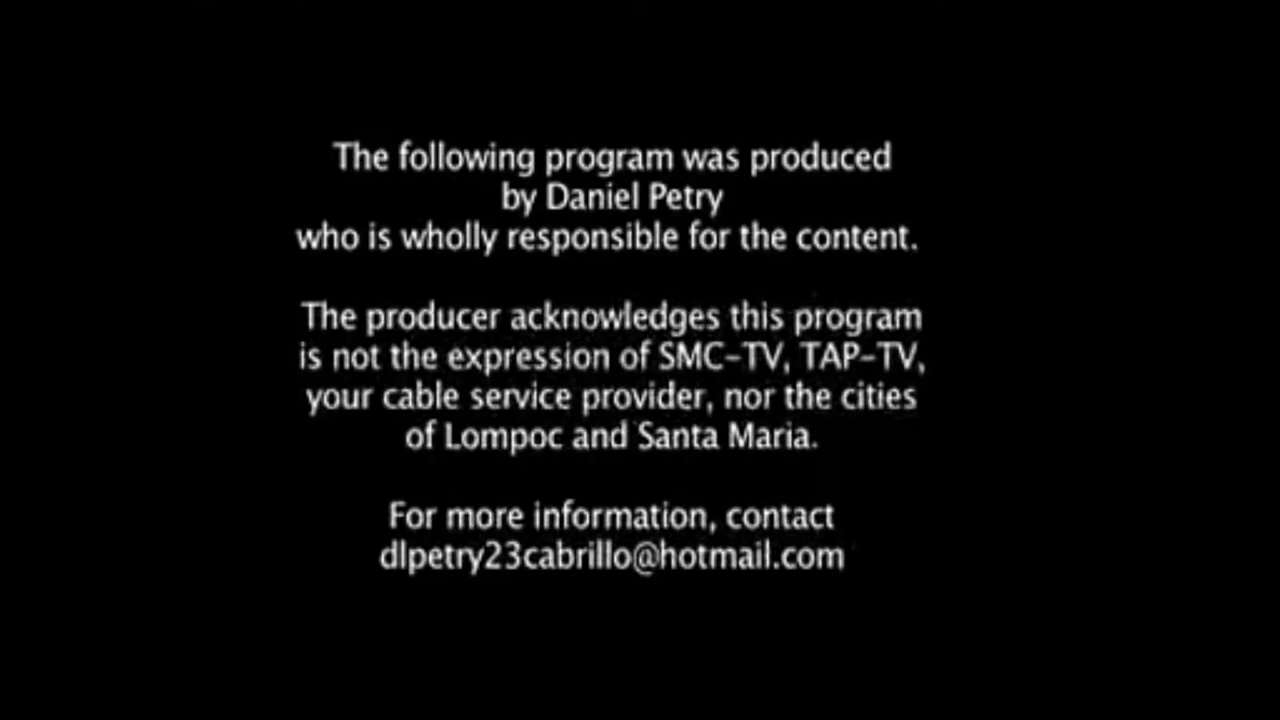 The following program was produced
by Daniel Petry
who is wholly responsible for the content.
The producer acknowledges this program
is not the expression of SMC-TV, TAP-TV,
your cable service provider, nor the cities
of Lompoc and Santa Maria.
For more information, contact
dlpetry23cabrillo@hotmail.com